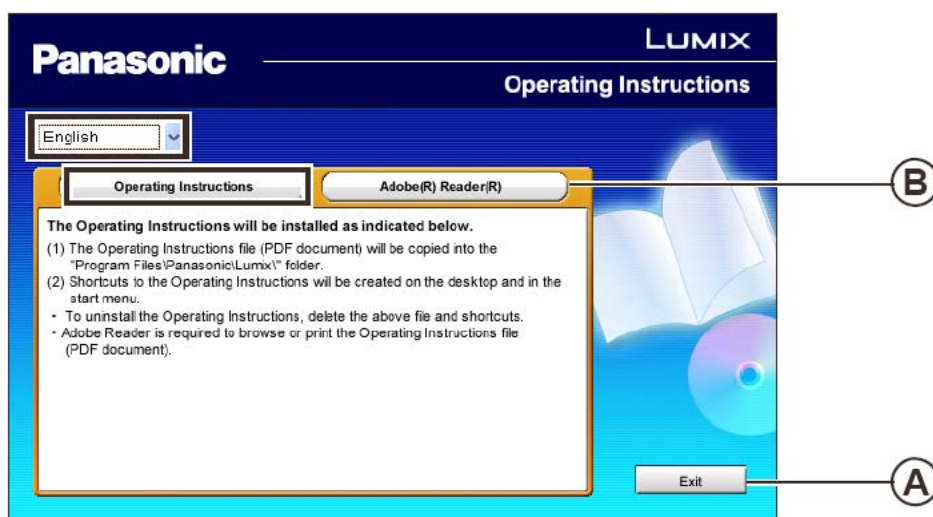 Panasonic
LUMIX
Operating Instructions
English
Operating Instructions
Adobe(R) Reader(R)
B
The Operating Instructions will be installed as indicated below.
(1) The Operating Instructions file (PDF document) will be copied into the
"Program Files\Panasonic\Lumix\" folder.
(2) Shortcuts to the Operating Instructions will be created on the desktop and in the
start menu.
· To uninstall the Operating Instructions, delete the above file and shortcuts.
· Adobe Reader is required to browse or print the Operating Instructions file
(PDF document).
Exit
A